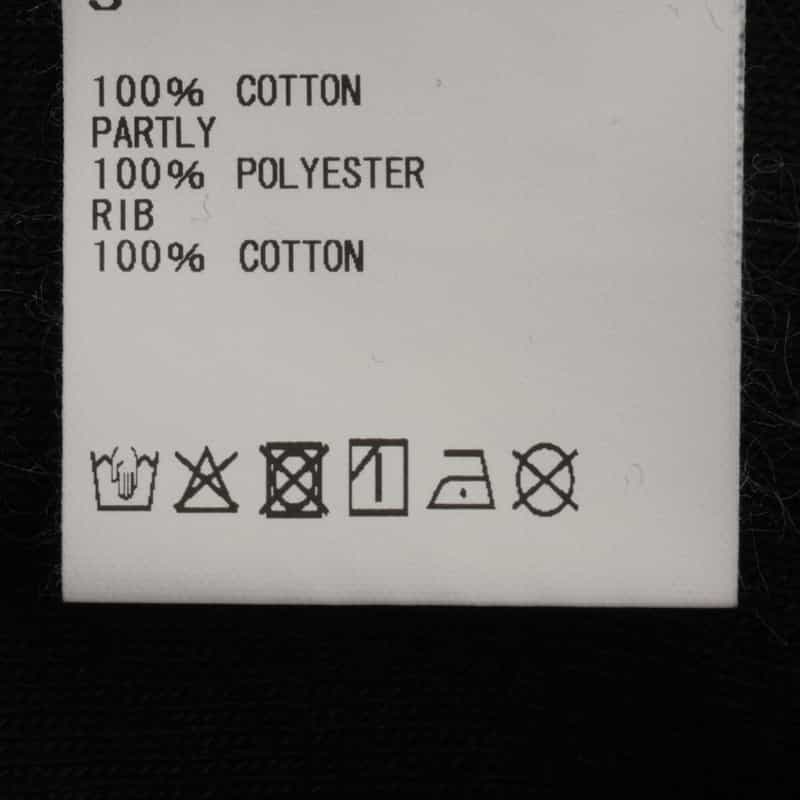 100% COTTON
PARTLY
100% POLYESTER
RIB
100% COTTON